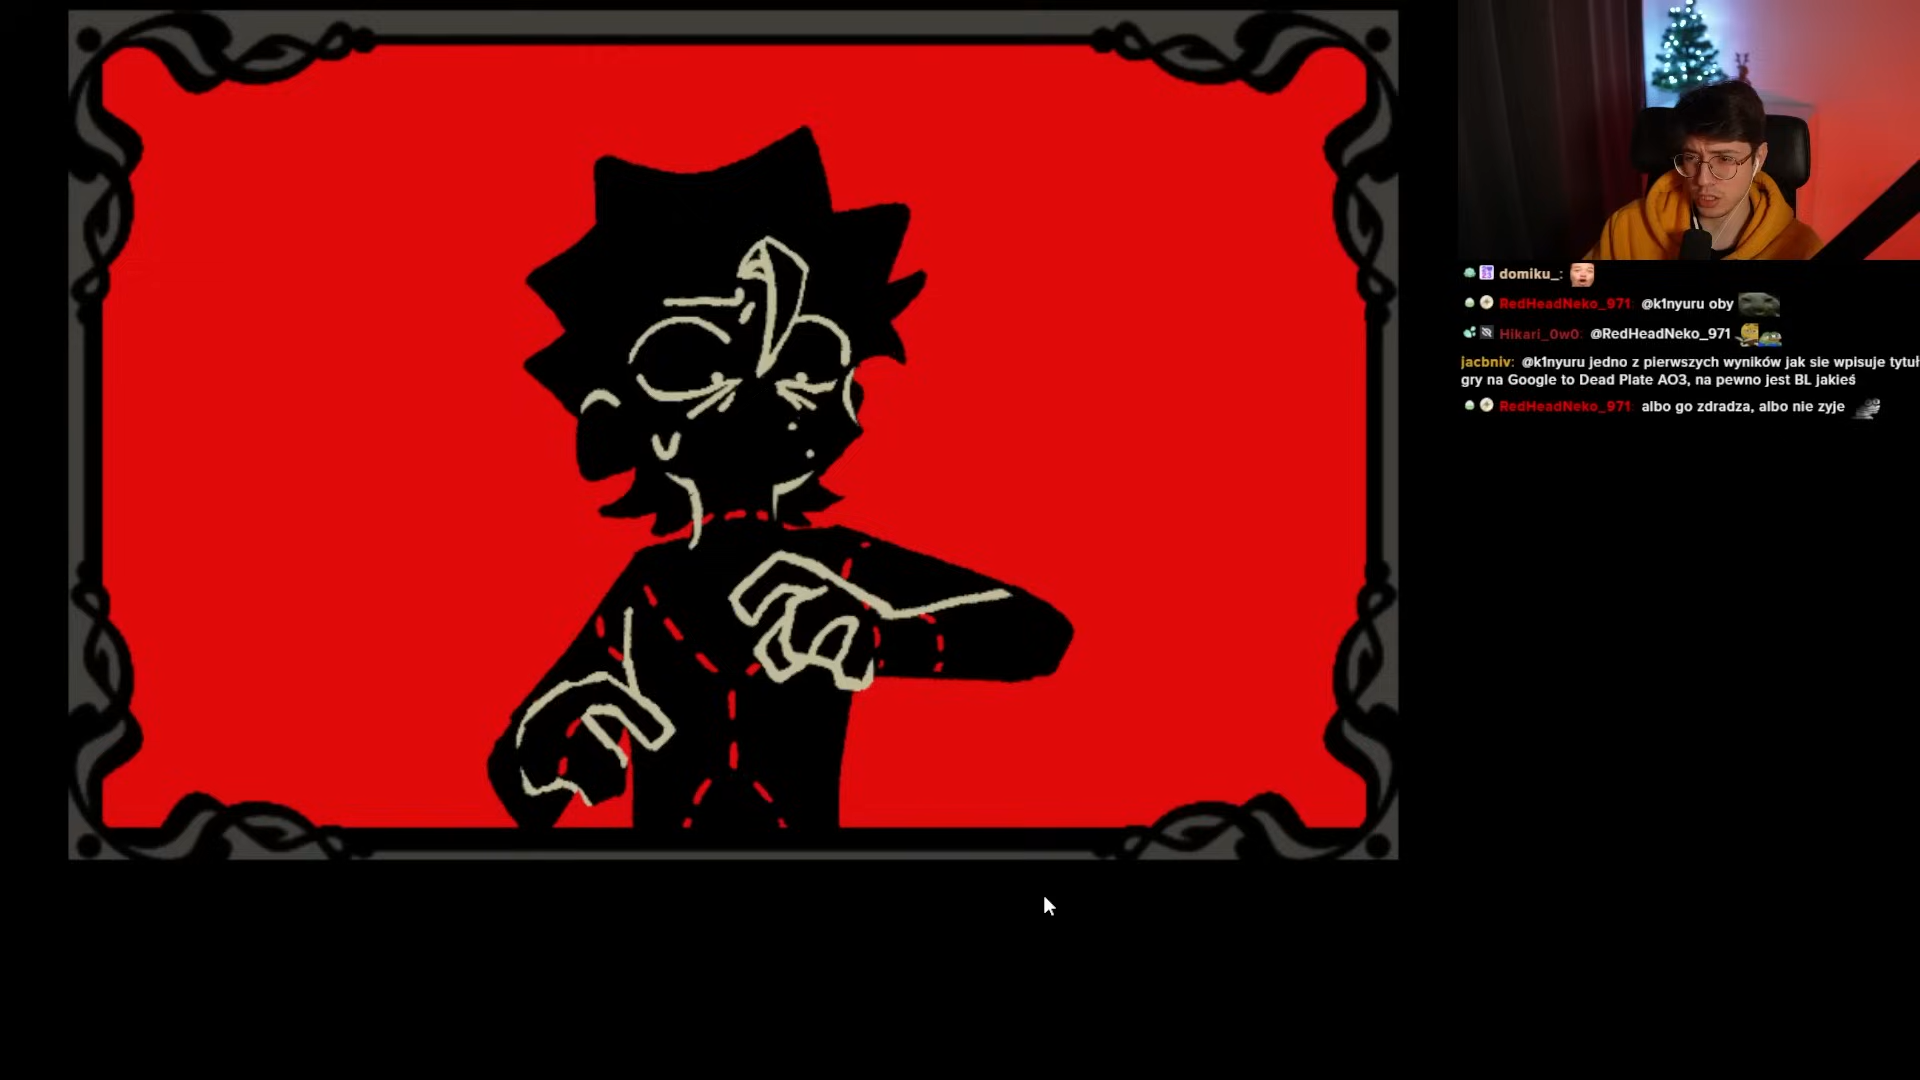 domiku_:
RedHeadNeko_971: @k1nyuru oby
Hikari_0w0: @RedHeadNeko_971
jacbniv: @k1nyuru jedno z pierwszych wyników jak sie wpisuje tytuł
gry na Google to Dead Plate AO3, na pewno jest BL jakieś
RedHeadNeko_971: albo go zdradza, albo nie zyje